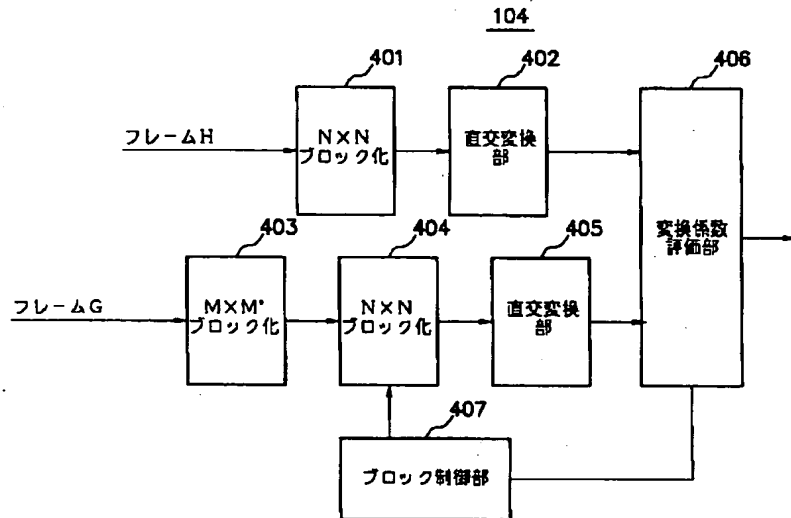 104
401
402
406
フレームH
N×N
ブロック化
直交変換
部
変換係数
評価部
403
404
405
フレームG
M×M'
ブロック化
N×N
ブロック化
直交変換
部
407
ブロック制御部